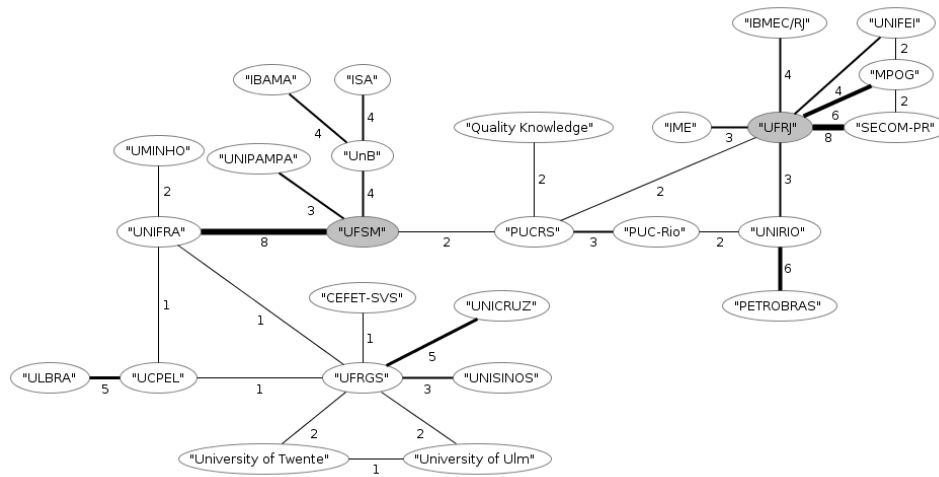 "IBMEC/RJ" "UNIFEI"
2
"IBAMA" "ISA" 4 4 "MPOG"
6 2
4 4 "Quality Knowledge" "IME" 3 "UFRJ" 8 "SECOM-PR"
"UMINHO" "UNIPAMPA" "UnB"
2 3 4 2 2 3
"UNIFRA" 8 "UFSM" 2 "PUCRS" 3 "PUC-Rio" 2 "UNIRIO"
6
1 1 "CEFET-SVS" "UNICRUZ" "PETROBRAS"
1 5
"ULBRA" 5 "UCPEL" 1 "UFRGS" 3 "UNISINOS"
2 2
"University of Twente" 1 "University of Ulm"